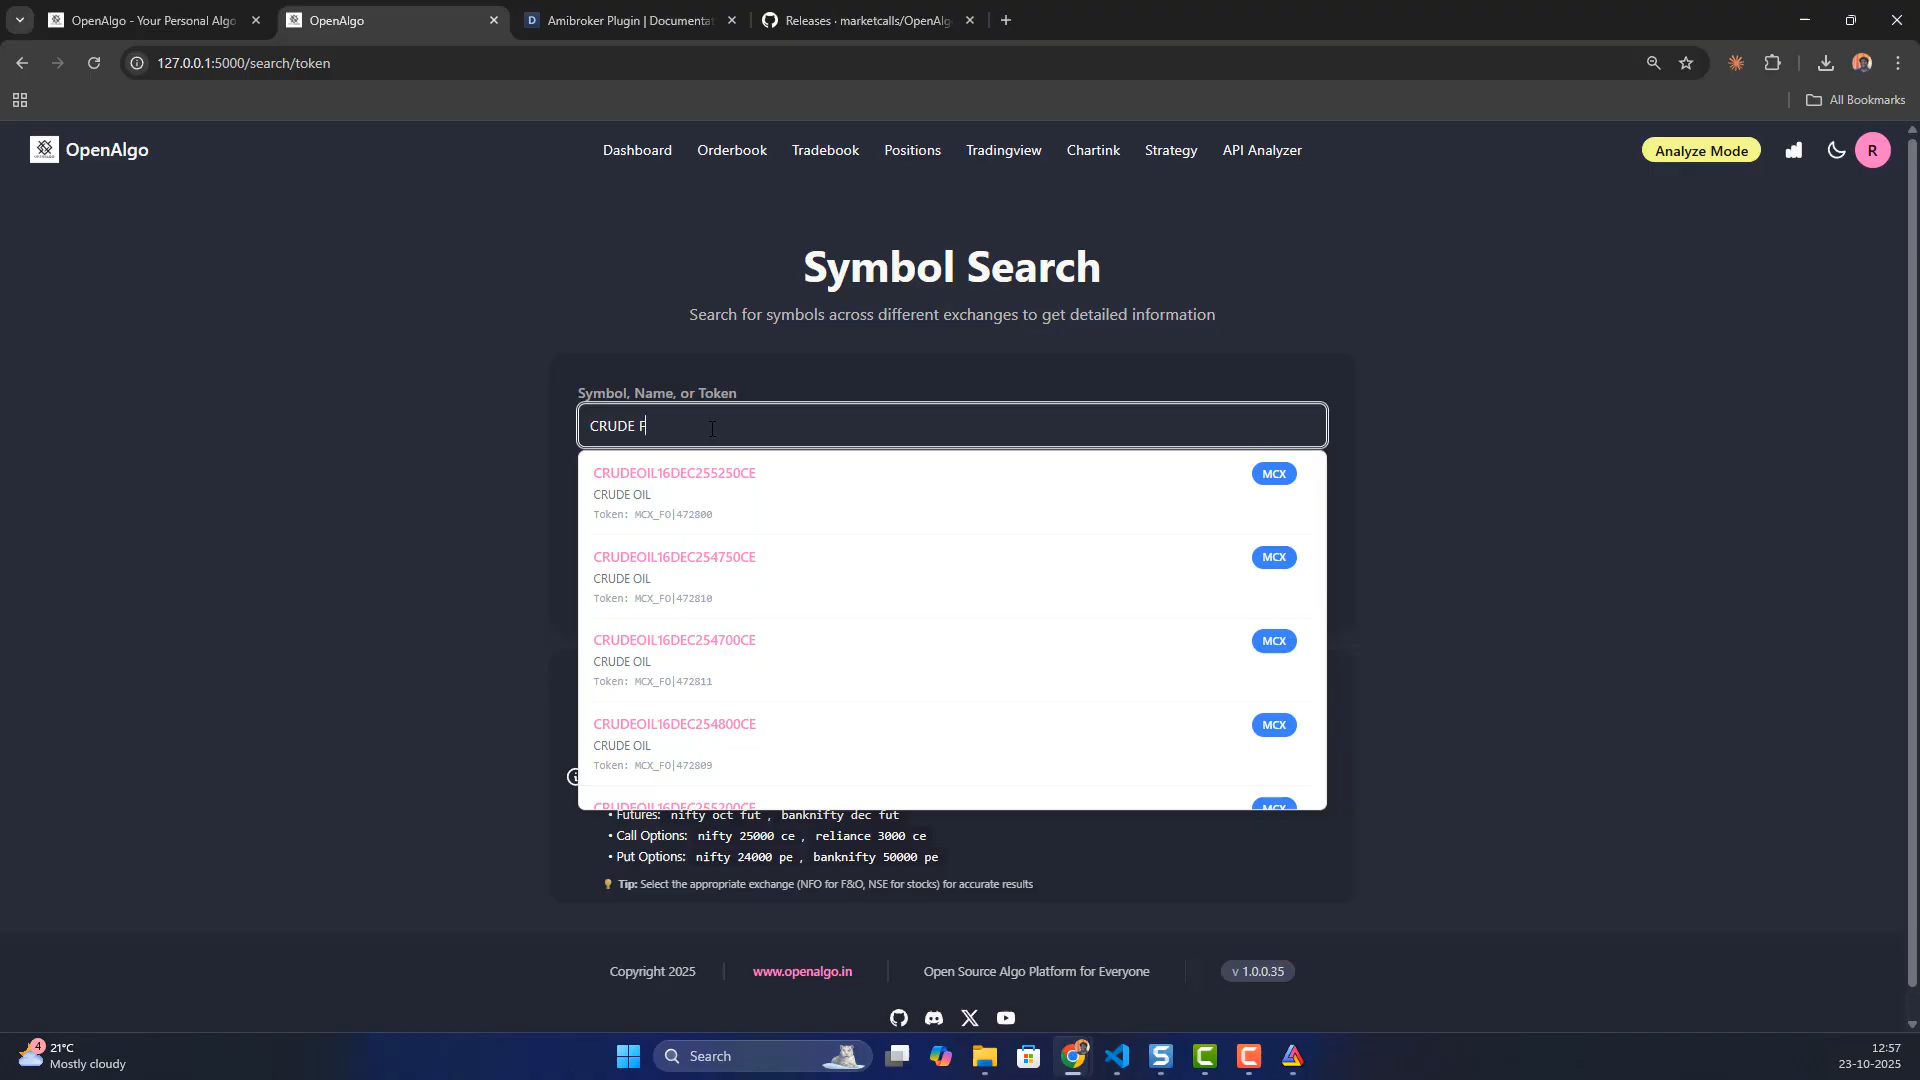 OpenAlgo - Your Personal Algo
OpenAlgo
Amibroker Plugin | Documentat
Releases · marketcalls/OpenAlg
127.0.0.1:5000/search/token
All Bookmarks
OpenAlgo
Dashboard Orderbook Tradebook Positions Tradingview Chartink Strategy API Analyzer
Analyze Mode
R
Symbol Search
Search for symbols across different exchanges to get detailed information
Symbol, Name, or Token
CRUDE F
CRUDEOIL16DEC255250CE MCX
CRUDE OIL
Token: MCX_FO|472800
CRUDEOIL16DEC254750CE MCX
CRUDE OIL
Token: MCX_FO|472810
CRUDEOIL16DEC254700CE MCX
CRUDE OIL
Token: MCX_FO|472811
CRUDEOIL16DEC254800CE MCX
CRUDE OIL
Token: MCX_FO|472809
CRUDEOIL16DEC255200CE MCX
• Futures: nifty oct fut , banknifty dec fut
• Call Options: nifty 25000 ce , reliance 3000 ce
• Put Options: nifty 24000 pe , banknifty 50000 pe
Tip: Select the appropriate exchange (NFO for F&O, NSE for stocks) for accurate results
Copyright 2025
www.openalgo.in
Open Source Algo Platform for Everyone
v 1.0.0.35
4
21°C
Mostly cloudy
Search
12:57
23-10-2025